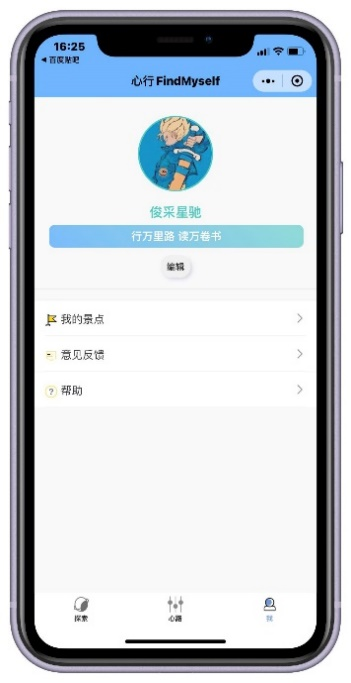 16:25
百度贴吧
心行 FindMyself
俊采星驰
行万里路 读万卷书
编辑
我的景点
意见反馈
帮助
探索
心路
我